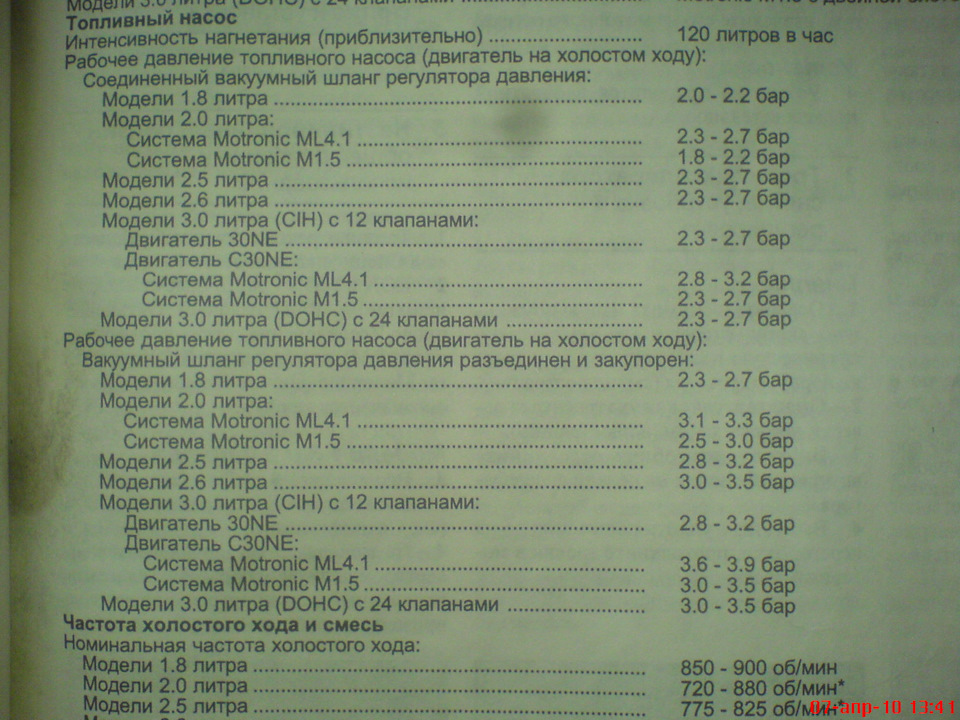 Модели 3.0 литра (DOHC) с 24 клапанами
Топливный насос
Интенсивность нагнетания (приблизительно) ........................ 120 литров в час
Рабочее давление топливного насоса (двигатель на холостом ходу):
Соединенный вакуумный шланг регулятора давления:
Модели 1.8 литра ........................ 2.0 - 2.2 бар
Модели 2.0 литра:
Система Motronic ML4.1 ........................ 2.3 - 2.7 бар
Система Motronic M1.5 ........................ 1.8 - 2.2 бар
Модели 2.5 литра ........................ 2.3 - 2.7 бар
Модели 2.6 литра ........................ 2.3 - 2.7 бар
Модели 3.0 литра (CIH) с 12 клапанами:
Двигатель 30NE ........................ 2.3 - 2.7 бар
Двигатель C30NE:
Система Motronic ML4.1 ........................ 2.8 - 3.2 бар
Система Motronic M1.5 ........................ 2.3 - 2.7 бар
Модели 3.0 литра (DOHC) с 24 клапанами ........................ 2.3 - 2.7 бар
Рабочее давление топливного насоса (двигатель на холостом ходу):
Вакуумный шланг регулятора давления разъединен и закупорен:
Модели 1.8 литра ........................ 2.3 - 2.7 бар
Модели 2.0 литра:
Система Motronic ML4.1 ........................ 3.1 - 3.3 бар
Система Motronic M1.5 ........................ 2.5 - 3.0 бар
Модели 2.5 литра ........................ 2.8 - 3.2 бар
Модели 2.6 литра ........................ 3.0 - 3.5 бар
Модели 3.0 литра (CIH) с 12 клапанами:
Двигатель 30NE ........................ 2.8 - 3.2 бар
Двигатель C30NE:
Система Motronic ML4.1 ........................ 3.6 - 3.9 бар
Система Motronic M1.5 ........................ 3.0 - 3.5 бар
Модели 3.0 литра (DOHC) с 24 клапанами ........................ 3.0 - 3.5 бар
Частота холостого хода и смесь
Номинальная частота холостого хода:
Модели 1.8 литра ........................ 850 - 900 об/мин
Модели 2.0 литра ........................ 720 - 880 об/мин*
Модели 2.5 литра ........................ 775 - 825 об/мин*
07-апр-10 13:41